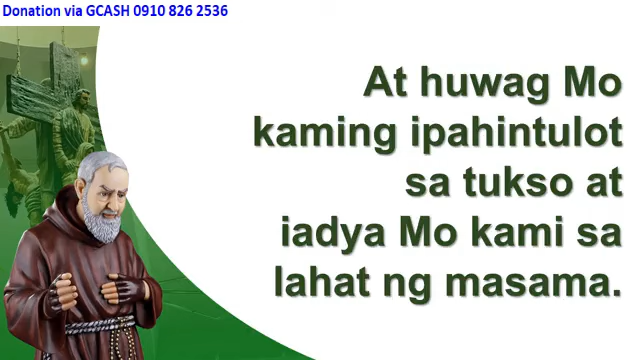 Donation via GCASH 0910 826 2536
At huwag Mo
kaming ipahintulot
sa tukso at
iadya Mo kami sa
lahat ng masama.